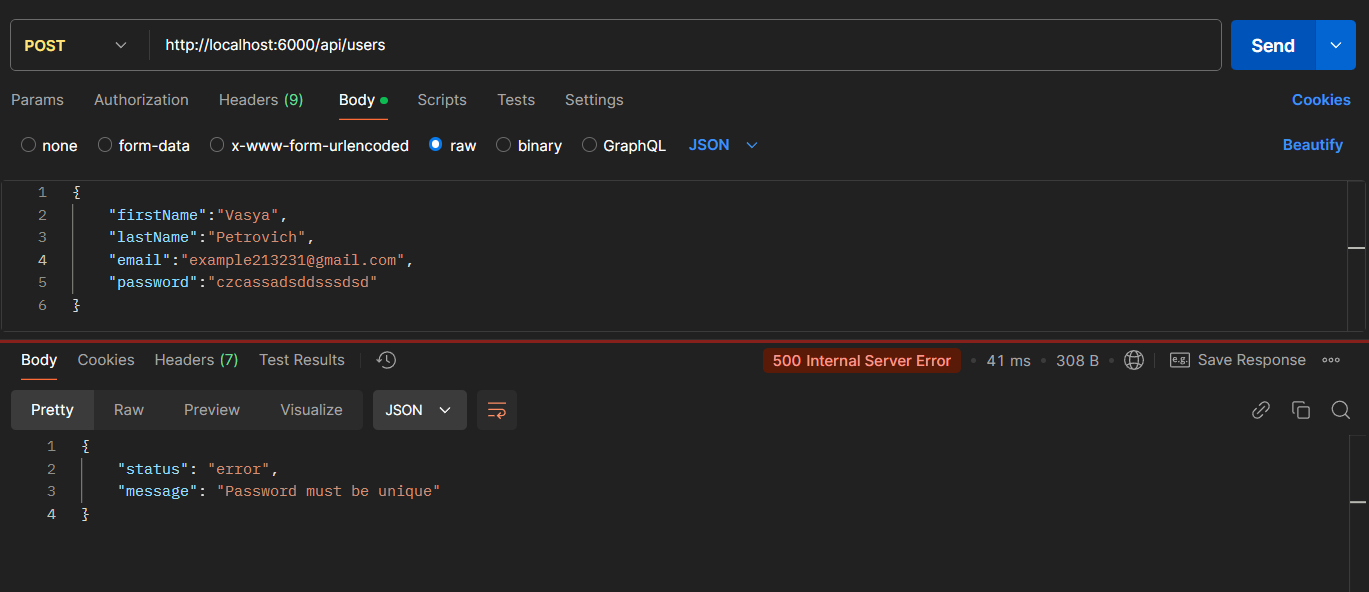 POST http://localhost:6000/api/users Send
Params Authorization Headers (9) Body Scripts Tests Settings Cookies
none form-data x-www-form-urlencoded raw binary GraphQL JSON Beautify
1 {
2 "firstName":"Vasya",
3 "lastName":"Petrovich",
4 "email":"example213231@gmail.com",
5 "password":"czcassadsddsssdsd"
6 }
Body Cookies Headers (7) Test Results 500 Internal Server Error • 41 ms • 308 B • e.g. Save Response
Pretty Raw Preview Visualize JSON
1 {
2 "status": "error",
3 "message": "Password must be unique"
4 }